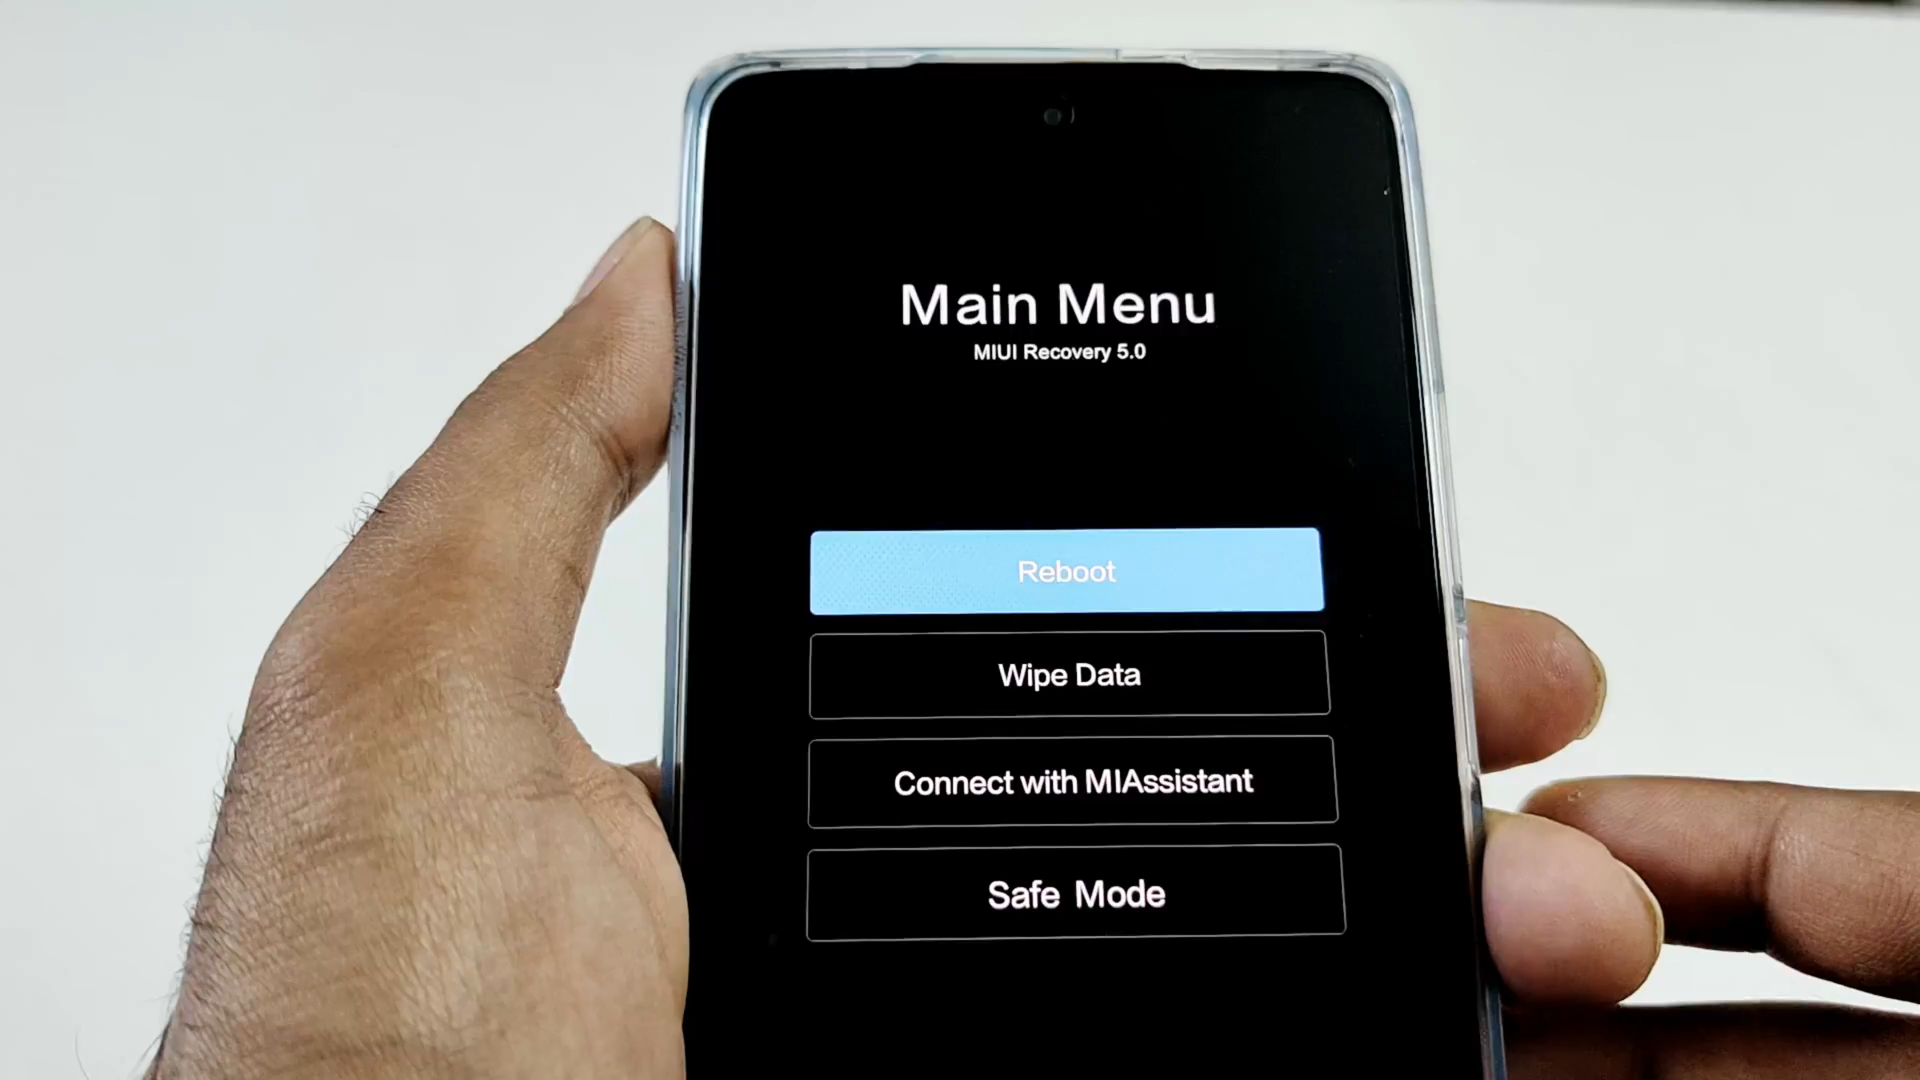 Main Menu
MIUI Recovery 5.0
Reboot
Wipe Data
Connect with MIAssistant
Safe Mode